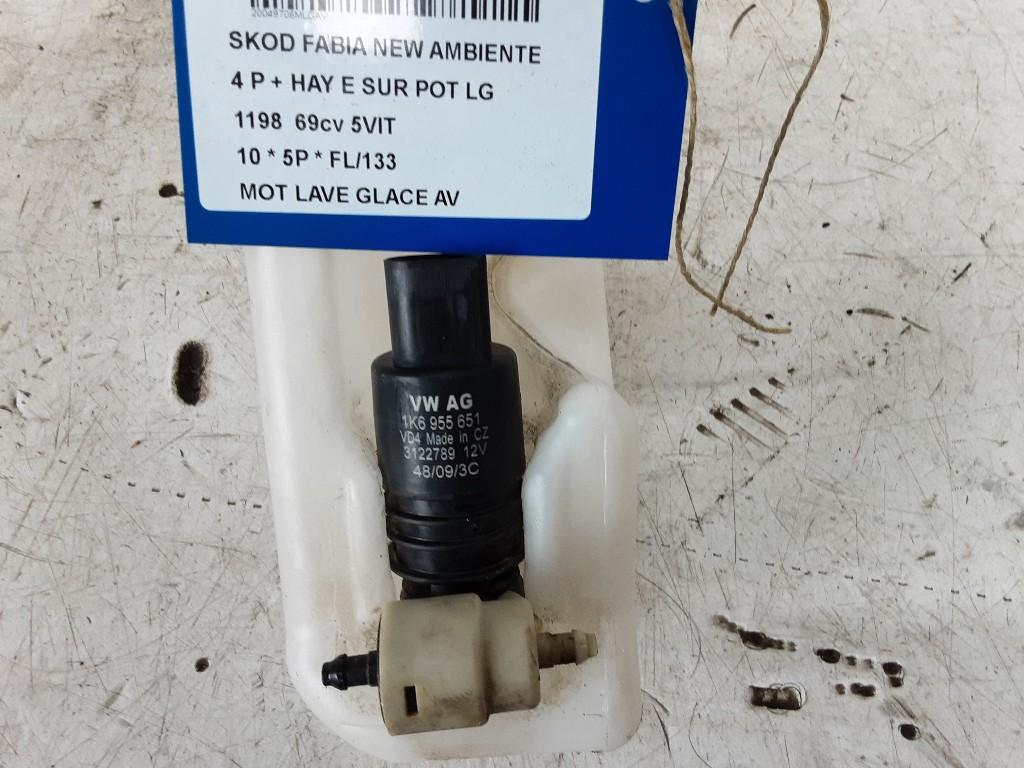 20049706MLGAV
SKOD FABIA NEW AMBIENTE
4 P + HAY E SUR POT LG
1198 69cv 5VIT
10 * 5P * FL/133
MOT LAVE GLACE AV
VW AG
1K6 955 651
VD4 Made in CZ
3122789 12V
48/09/3C